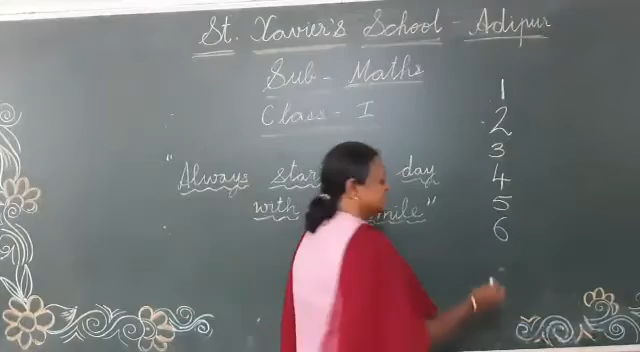 St. Xavier's School - Adipur
Sub - Maths
Class - I
"Always day
with
1
2
3
4
5
6